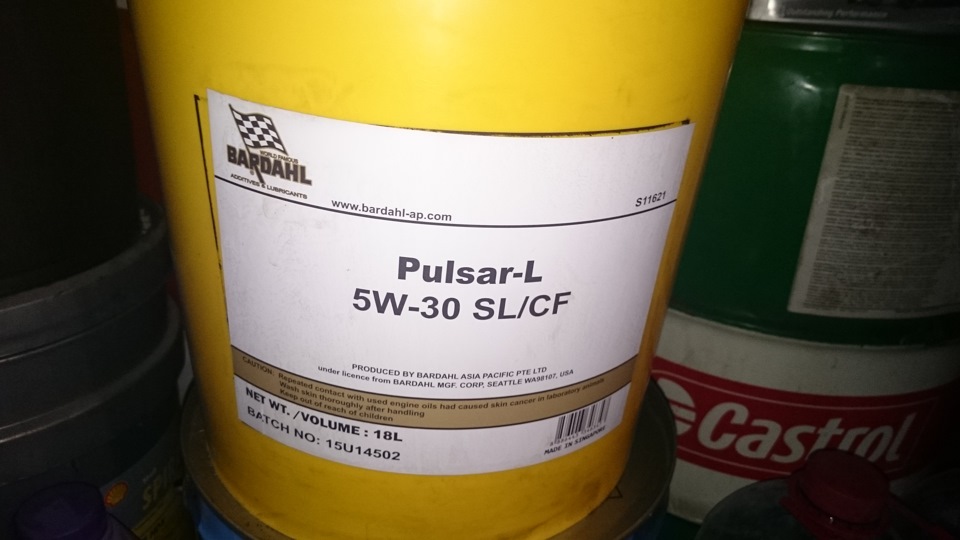 WORLD FAMOUS
BARDAHL
ADDITIVES & LUBRICANTS
www.bardahl-ap.com
S11621
Pulsar-L
5W-30 SL/CF
PRODUCED BY BARDAHL ASIA PACIFIC PTE LTD
under licence from BARDAHL MGF. CORP, SEATTLE WA98107, USA
CAUTION: Repeated contact with used engine oils had caused skin cancer in laboratory animals
Wash skin thoroughly after handling
Keep out of reach of children
NET WT. /VOLUME : 18L
BATCH NO: 15U14502
MADE IN SINGAPORE
Castrol